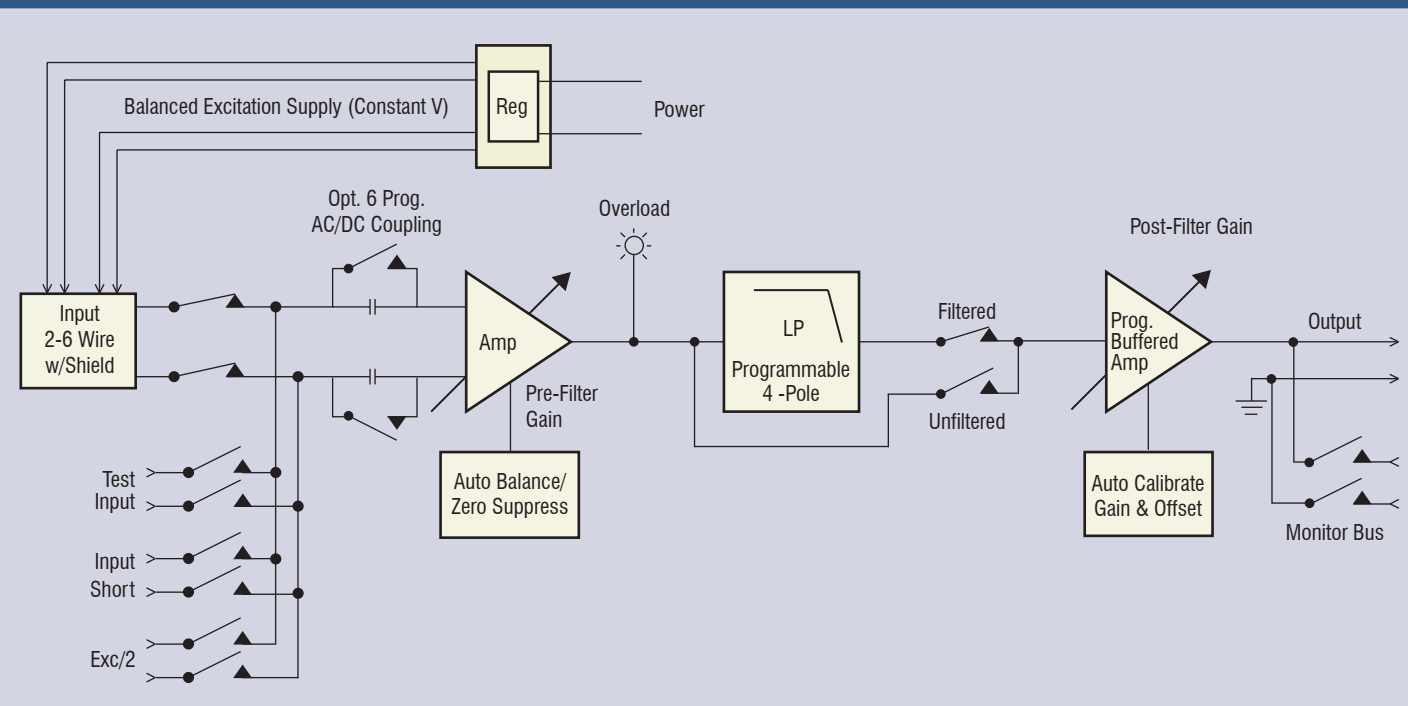 Balanced Excitation Supply (Constant V)
Reg
Power
Opt. 6 Prog.
AC/DC Coupling
Overload
Post-Filter Gain
Input
2-6 Wire
w/Shield
Amp
Pre-Filter
Gain
LP
Programmable
4 -Pole
Filtered
Unfiltered
Prog.
Buffered
Amp
Output
Test
Input
Auto Balance/
Zero Suppress
Auto Calibrate
Gain & Offset
Monitor Bus
Input
Short
Exc/2